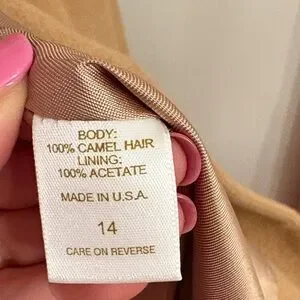 BODY:
100% CAMEL HAIR
LINING:
100% ACETATE
MADE IN U.S.A.
14
CARE ON REVERSE